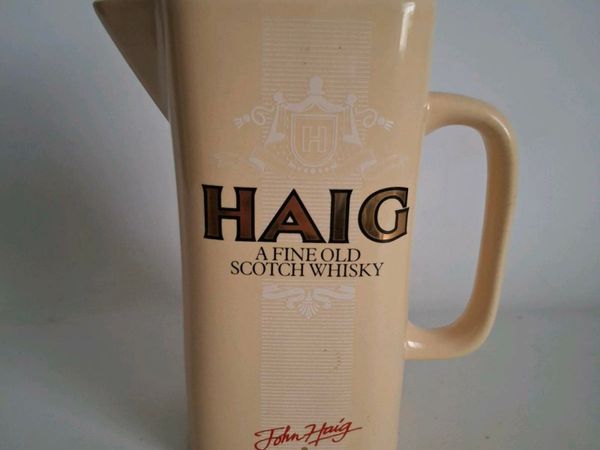 H
HAIG
A FINE OLD
SCOTCH WHISKY
John Haig